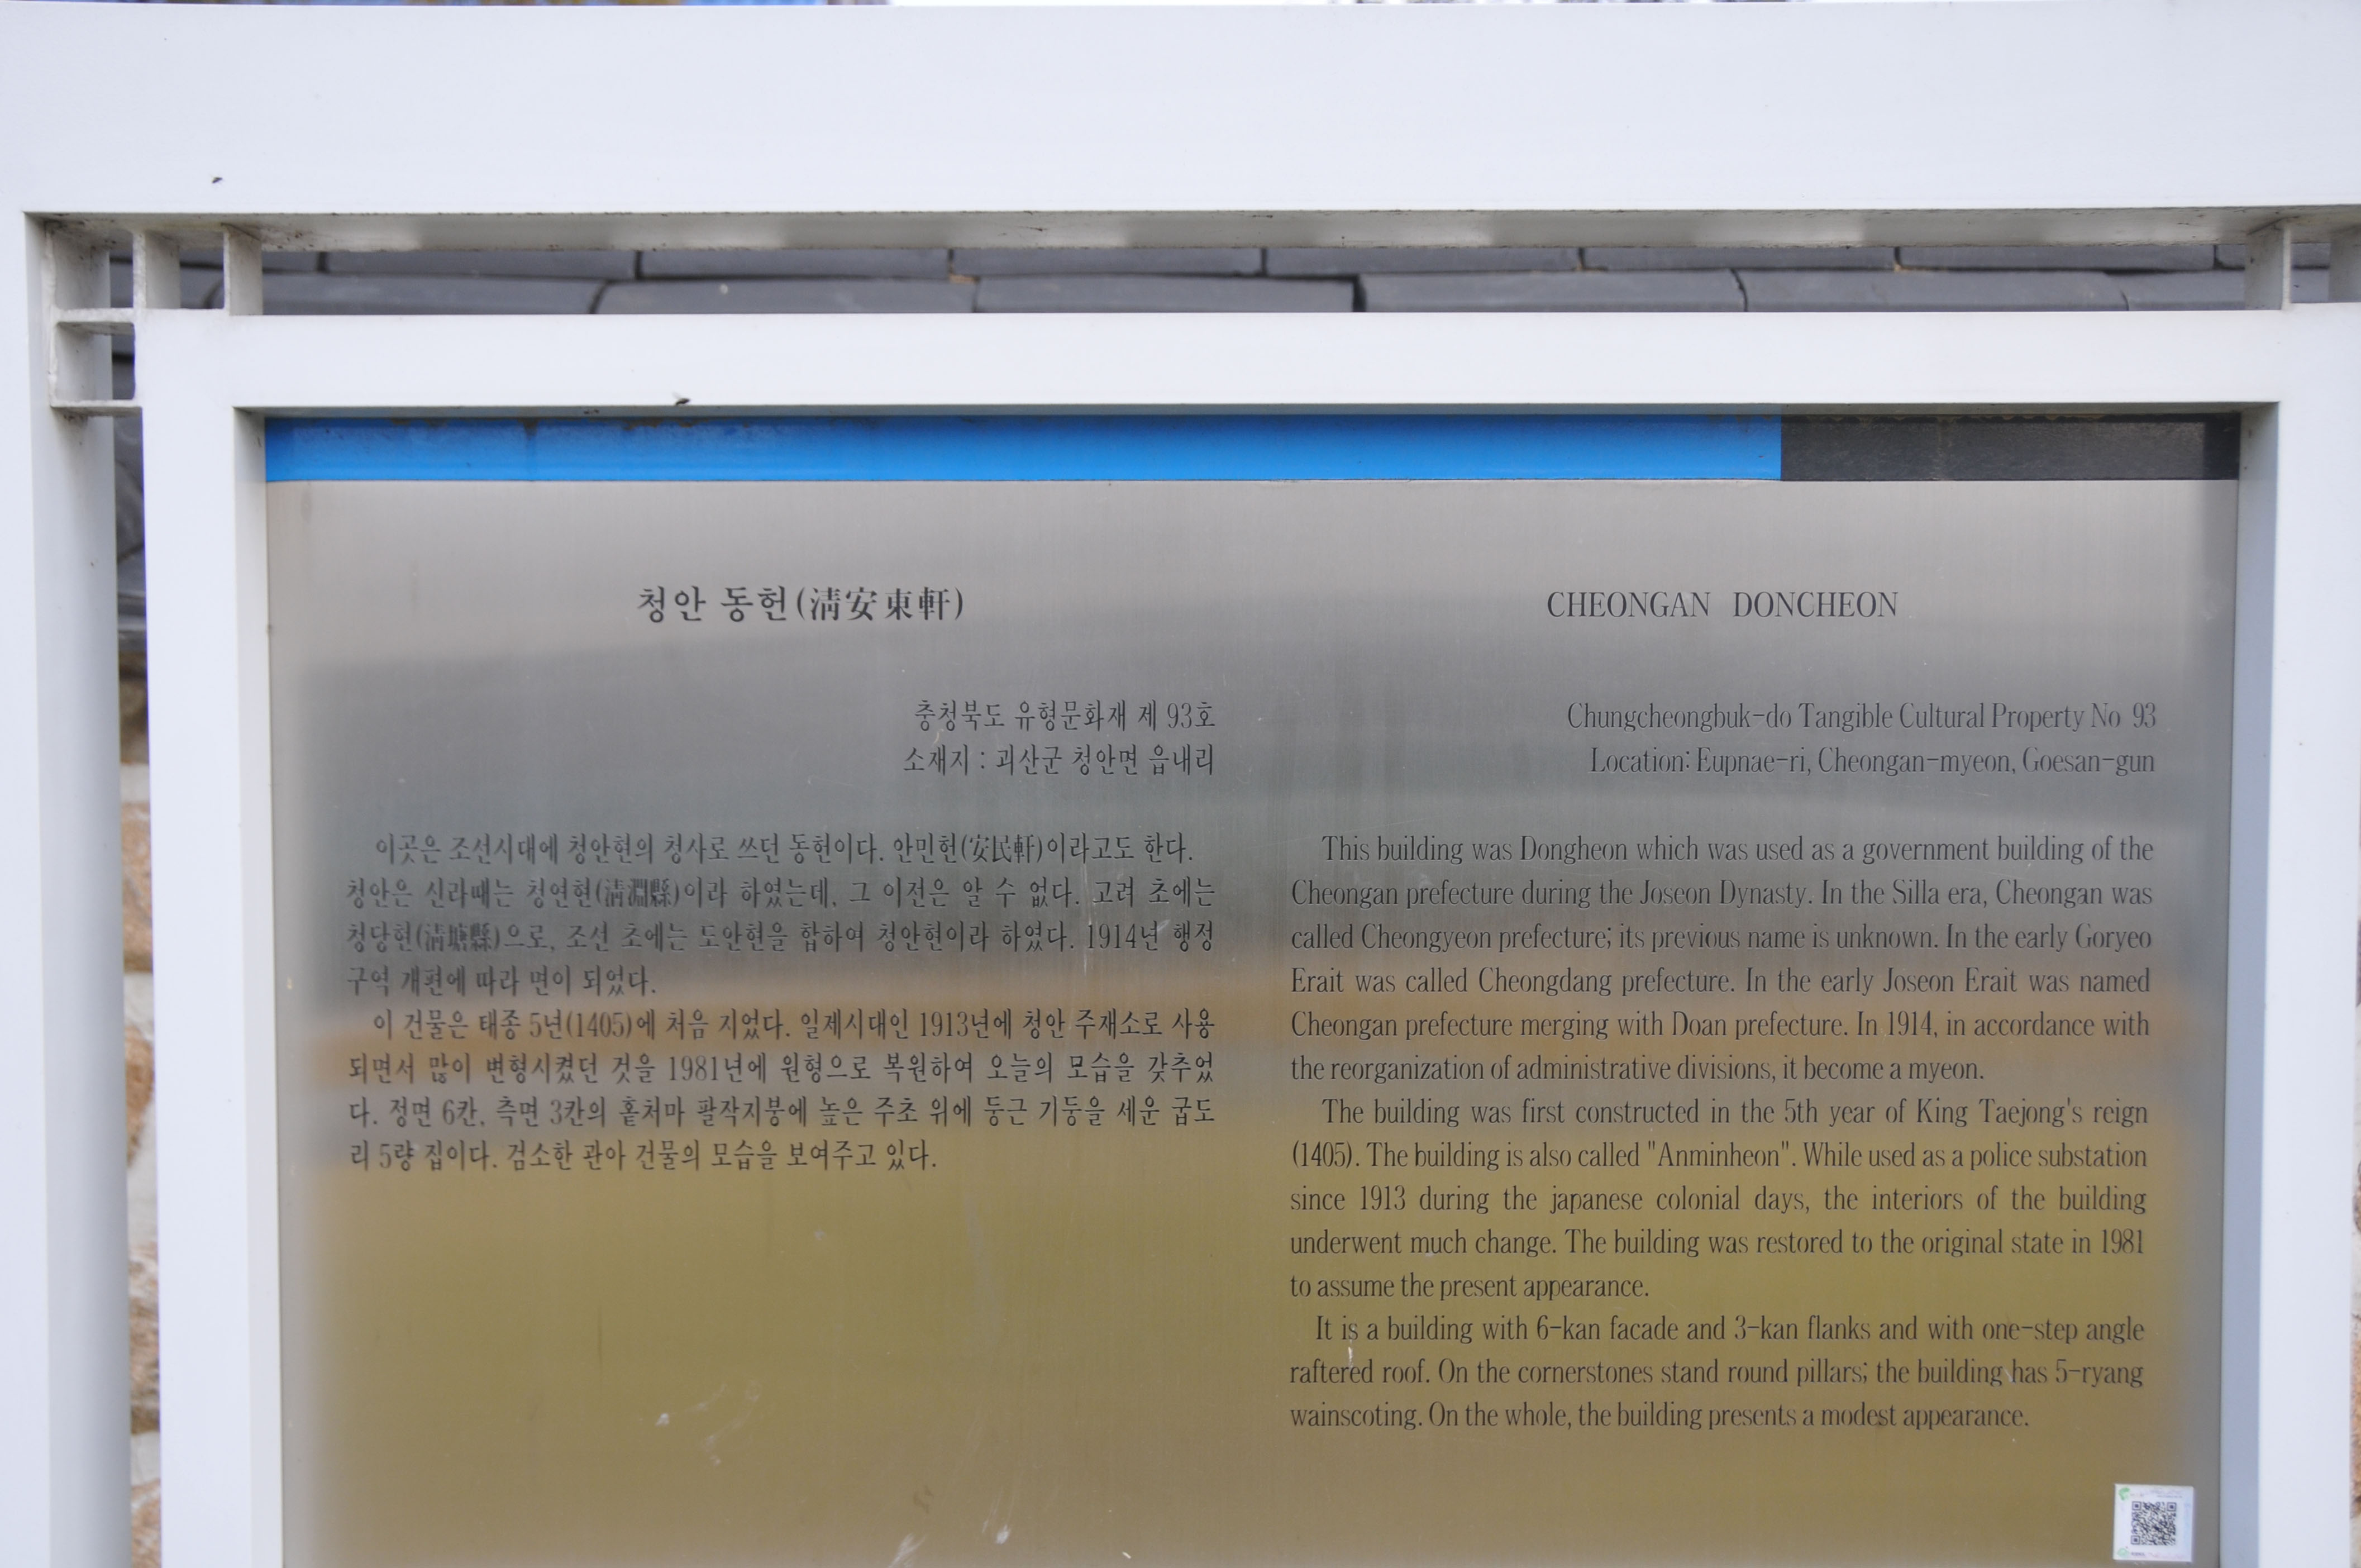 청안 동헌(淸安東軒)
충청북도 유형문화재 제 93호
소재지 : 괴산군 청안면 읍내리
이곳은 조선시대에 청안현의 청사로 쓰던 동헌이다. 안민헌(安民軒)이라고도 한다.
청안은 신라때는 청연현(淸淵縣)이라 하였는데, 그 이전은 알 수 없다. 고려 초에는
청당현(淸塘縣)으로, 조선 초에는 도안현을 합하여 청안현이라 하였다. 1914년 행정
구역 개편에 따라 면이 되었다.
이 건물은 태종 5년(1405)에 처음 지었다. 일제시대인 1913년에 청안 주재소로 사용
되면서 많이 변형시켰던 것을 1981년에 원형으로 복원하여 오늘의 모습을 갖추었
다. 정면 6칸, 측면 3칸의 홑처마 팔작지붕에 높은 주초 위에 둥근 기둥을 세운 굽도
리 5량 집이다. 검소한 관아 건물의 모습을 보여주고 있다.
CHEONGAN DONCHEON
Chungcheongbuk-do Tangible Cultural Property No 93
Location: Eupnae-ri, Cheongan-myeon, Goesan-gun
This building was Dongheon which was used as a government building of the
Cheongan prefecture during the Joseon Dynasty. In the Silla era, Cheongan was
called Cheongyeon prefecture; its previous name is unknown. In the early Goryeo
Erait was called Cheongdang prefecture. In the early Joseon Erait was named
Cheongan prefecture merging with Doan prefecture. In 1914, in accordance with
the reorganization of administrative divisions, it become a myeon.
The building was first constructed in the 5th year of King Taejong's reign
(1405). The building is also called "Anminheon". While used as a police substation
since 1913 during the japanese colonial days, the interiors of the building
underwent much change. The building was restored to the original state in 1981
to assume the present appearance.
It is a building with 6-kan facade and 3-kan flanks and with one-step angle
raftered roof. On the cornerstones stand round pillars; the building has 5-ryang
wainscoting. On the whole, the building presents a modest appearance.